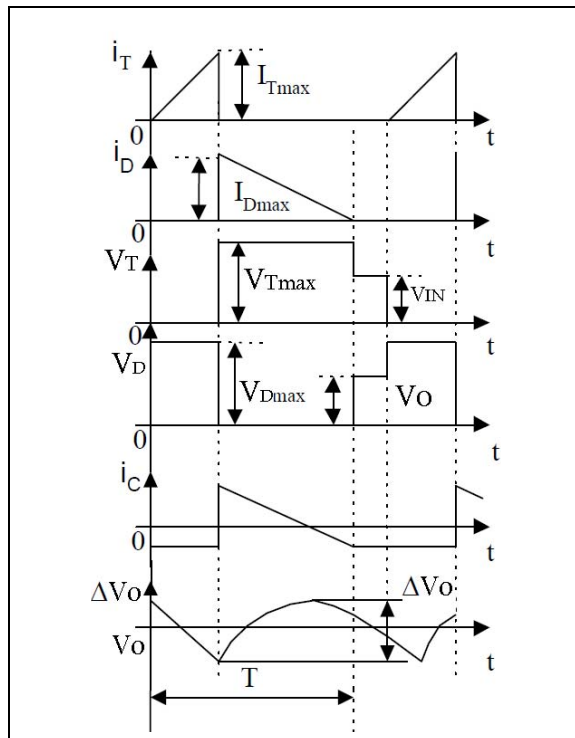 iT
ITmax
0
t
iD
IDmax
0
t
VT
VTmax
VIN
0
t
VD
VDmax
VO
0
t
iC
0
t
ΔVo
ΔVo
Vo
t
T